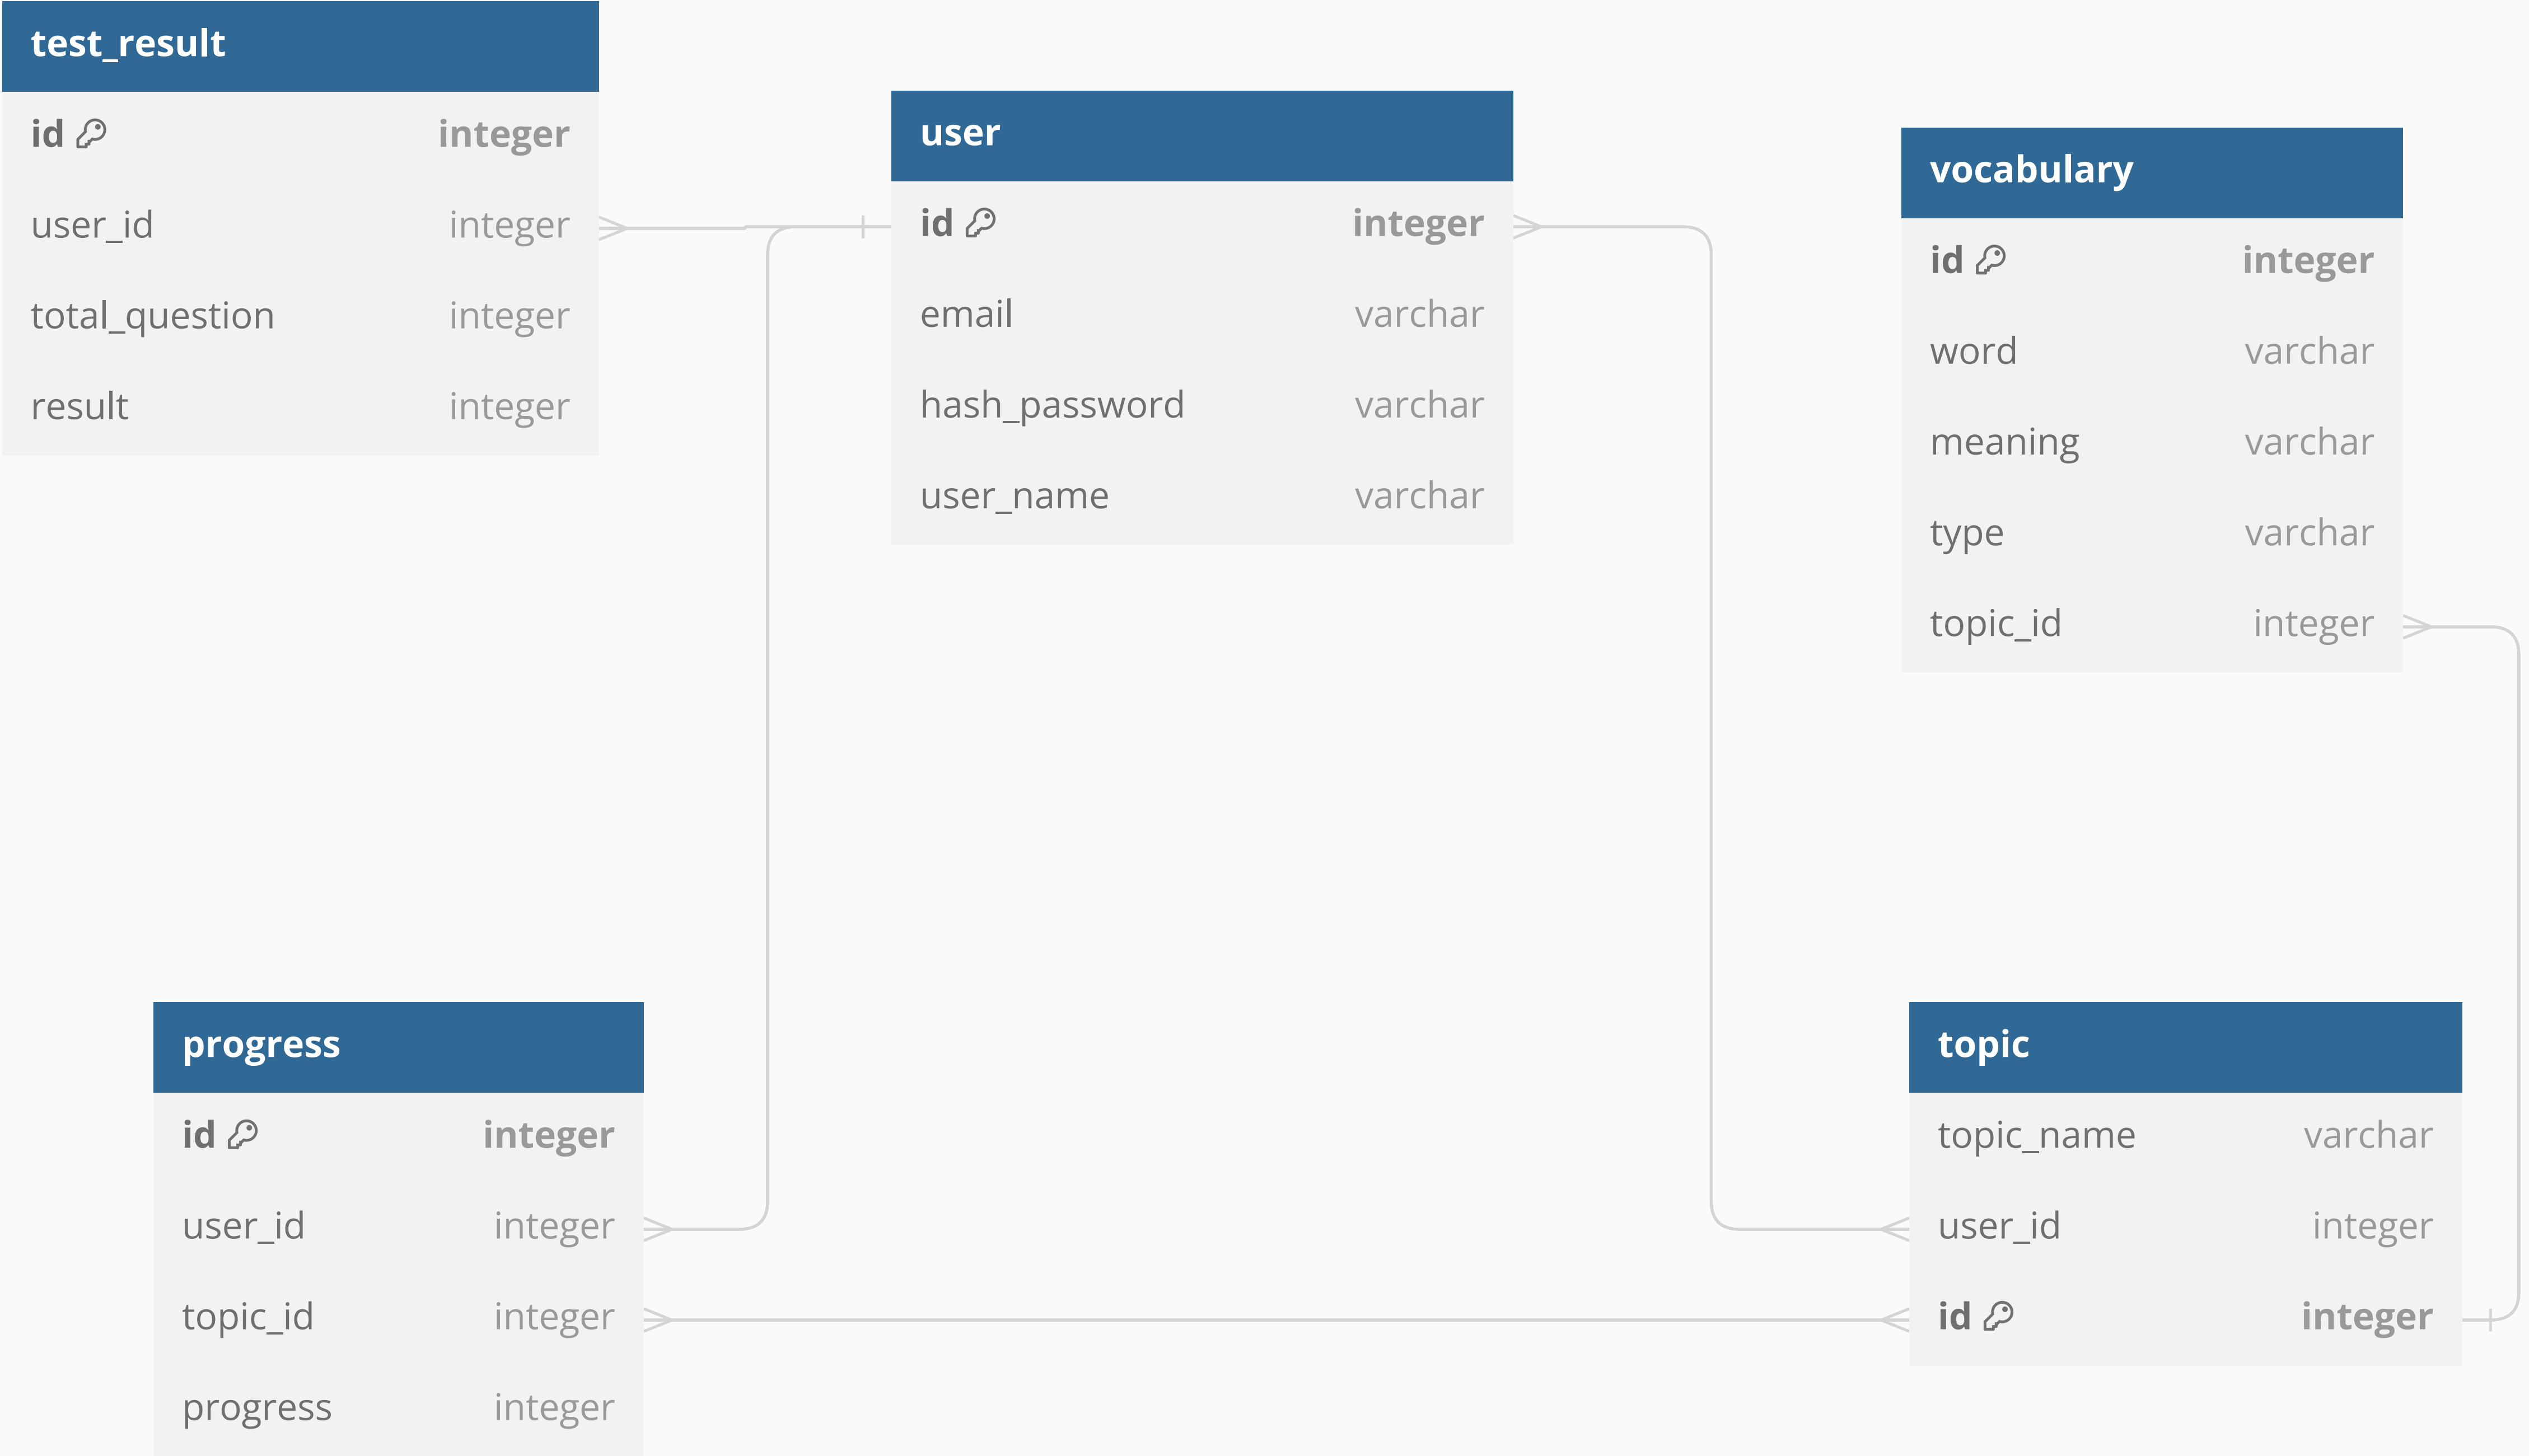 test_result
id integer
user_id integer
total_question integer
result integer
user
id integer
email varchar
hash_password varchar
user_name varchar
vocabulary
id integer
word varchar
meaning varchar
type varchar
topic_id integer
progress
id integer
user_id integer
topic_id integer
progress integer
topic
topic_name varchar
user_id integer
id integer